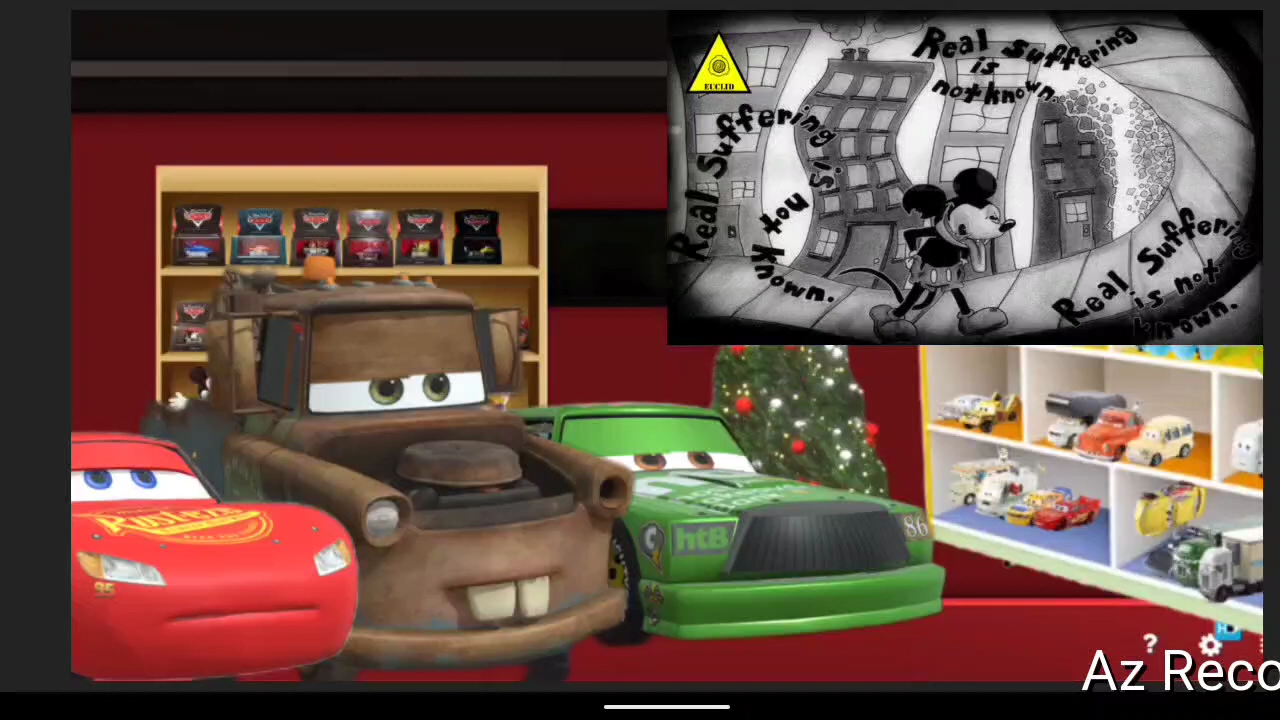 EUCLID
Real Suffering
is
not known.
Real Suffering is
not known.
Real Suffering
is not
known.
Rusteze
95
htB
86
?
Az Reco